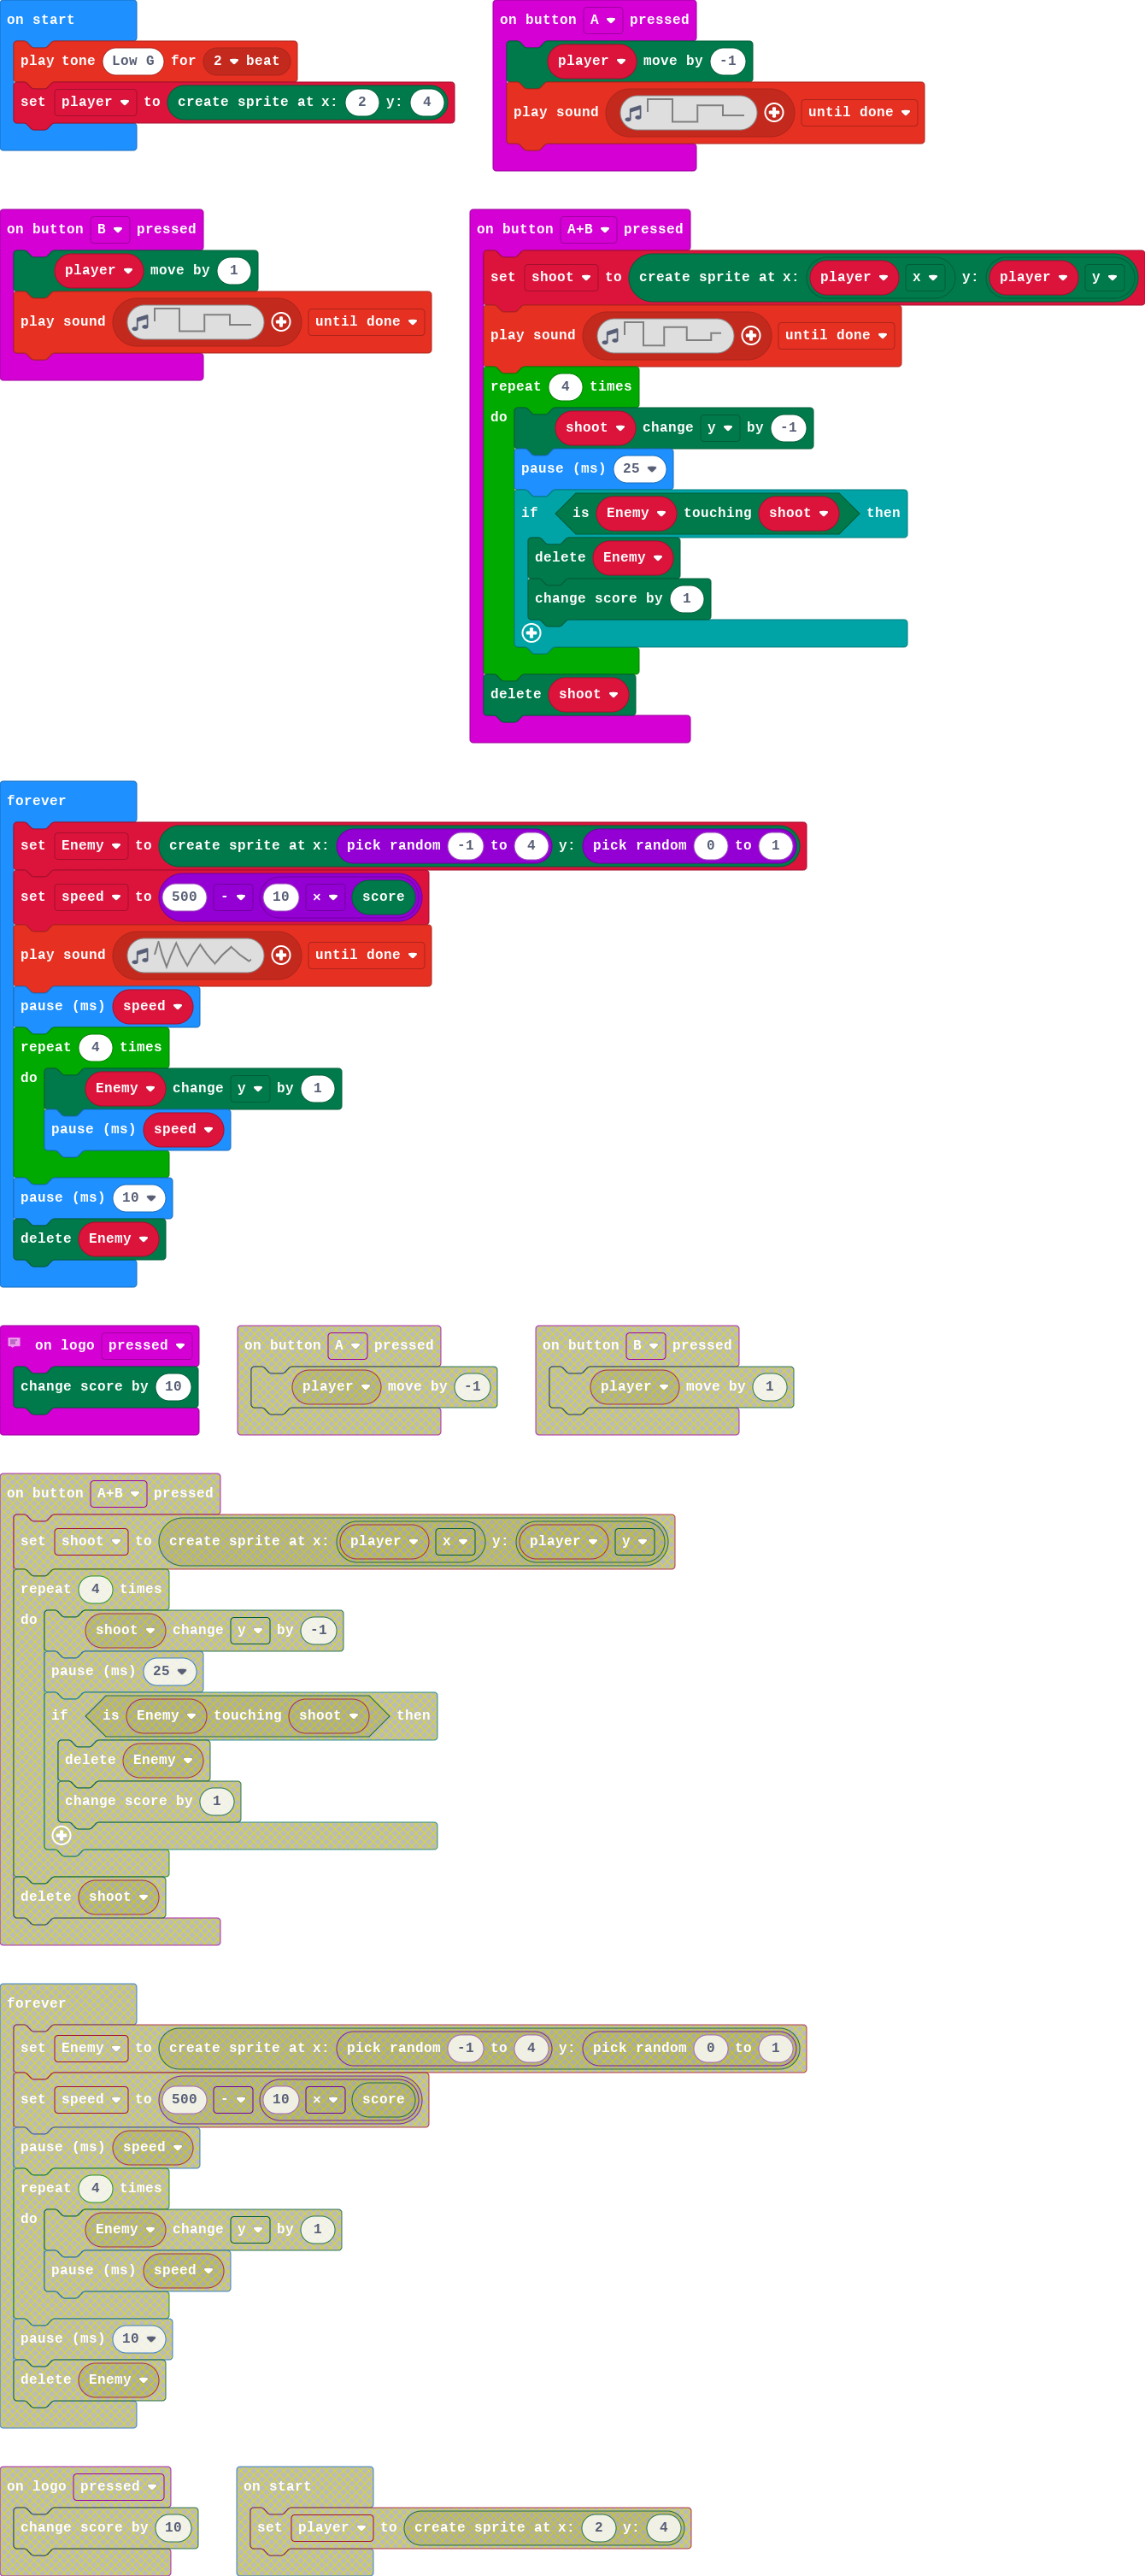 on start
play tone Low G for 2 beat
set player to create sprite at x: 2 y: 4
on button A pressed
player move by -1
play sound until done
on button B pressed
player move by 1
play sound until done
on button A+B pressed
set shoot to create sprite at x: player x y: player y
play sound until done
repeat 4 times
do
shoot change y by -1
pause (ms) 25
if is Enemy touching shoot then
delete Enemy
change score by 1
delete shoot
forever
set Enemy to create sprite at x: pick random -1 to 4 y: pick random 0 to 1
set speed to 500 - 10 × score
play sound until done
pause (ms) speed
repeat 4 times
do
Enemy change y by 1
pause (ms) speed
pause (ms) 10
delete Enemy
on logo pressed
change score by 10
on button A pressed
player move by -1
on button B pressed
player move by 1
on button A+B pressed
set shoot to create sprite at x: player x y: player y
repeat 4 times
do
shoot change y by -1
pause (ms) 25
if is Enemy touching shoot then
delete Enemy
change score by 1
delete shoot
forever
set Enemy to create sprite at x: pick random -1 to 4 y: pick random 0 to 1
set speed to 500 - 10 × score
pause (ms) speed
repeat 4 times
do
Enemy change y by 1
pause (ms) speed
pause (ms) 10
delete Enemy
on logo pressed
change score by 10
on start
set player to create sprite at x: 2 y: 4